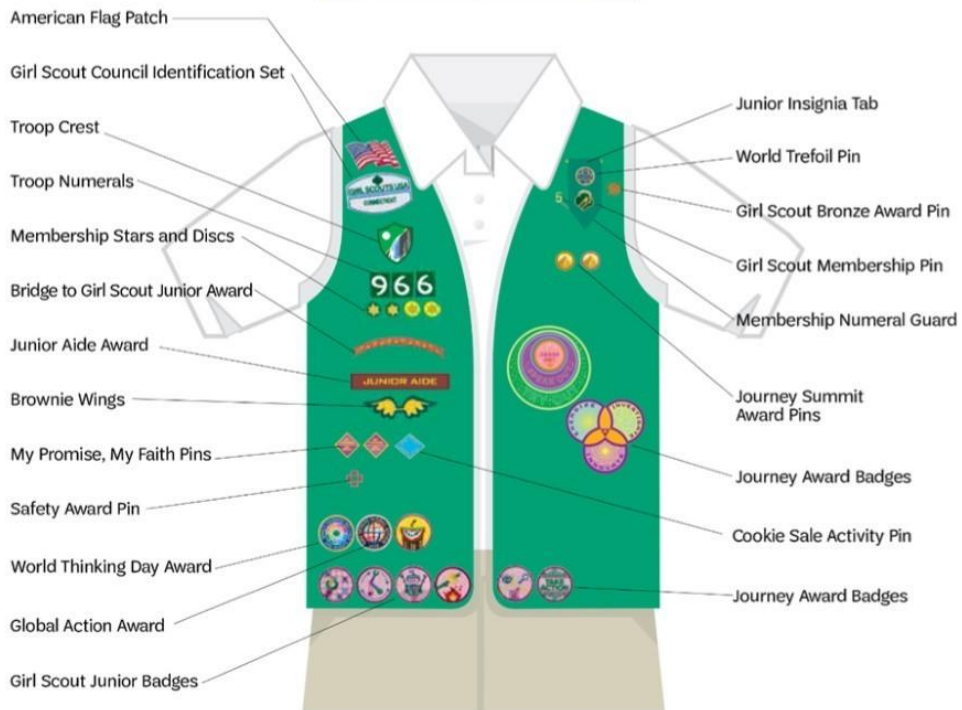 American Flag Patch
Girl Scout Council Identification Set
Troop Crest
Troop Numerals
Membership Stars and Discs
Bridge to Girl Scout Junior Award
Junior Aide Award
Brownie Wings
My Promise, My Faith Pins
Safety Award Pin
World Thinking Day Award
Global Action Award
Girl Scout Junior Badges
GIRL SCOUTS USA
CONNECTICUT
966
JUNIOR AIDE
5
TAKE
ACTION
Junior Insignia Tab
World Trefoil Pin
Girl Scout Bronze Award Pin
Girl Scout Membership Pin
Membership Numeral Guard
Journey Summit
Award Pins
Journey Award Badges
Cookie Sale Activity Pin
Journey Award Badges